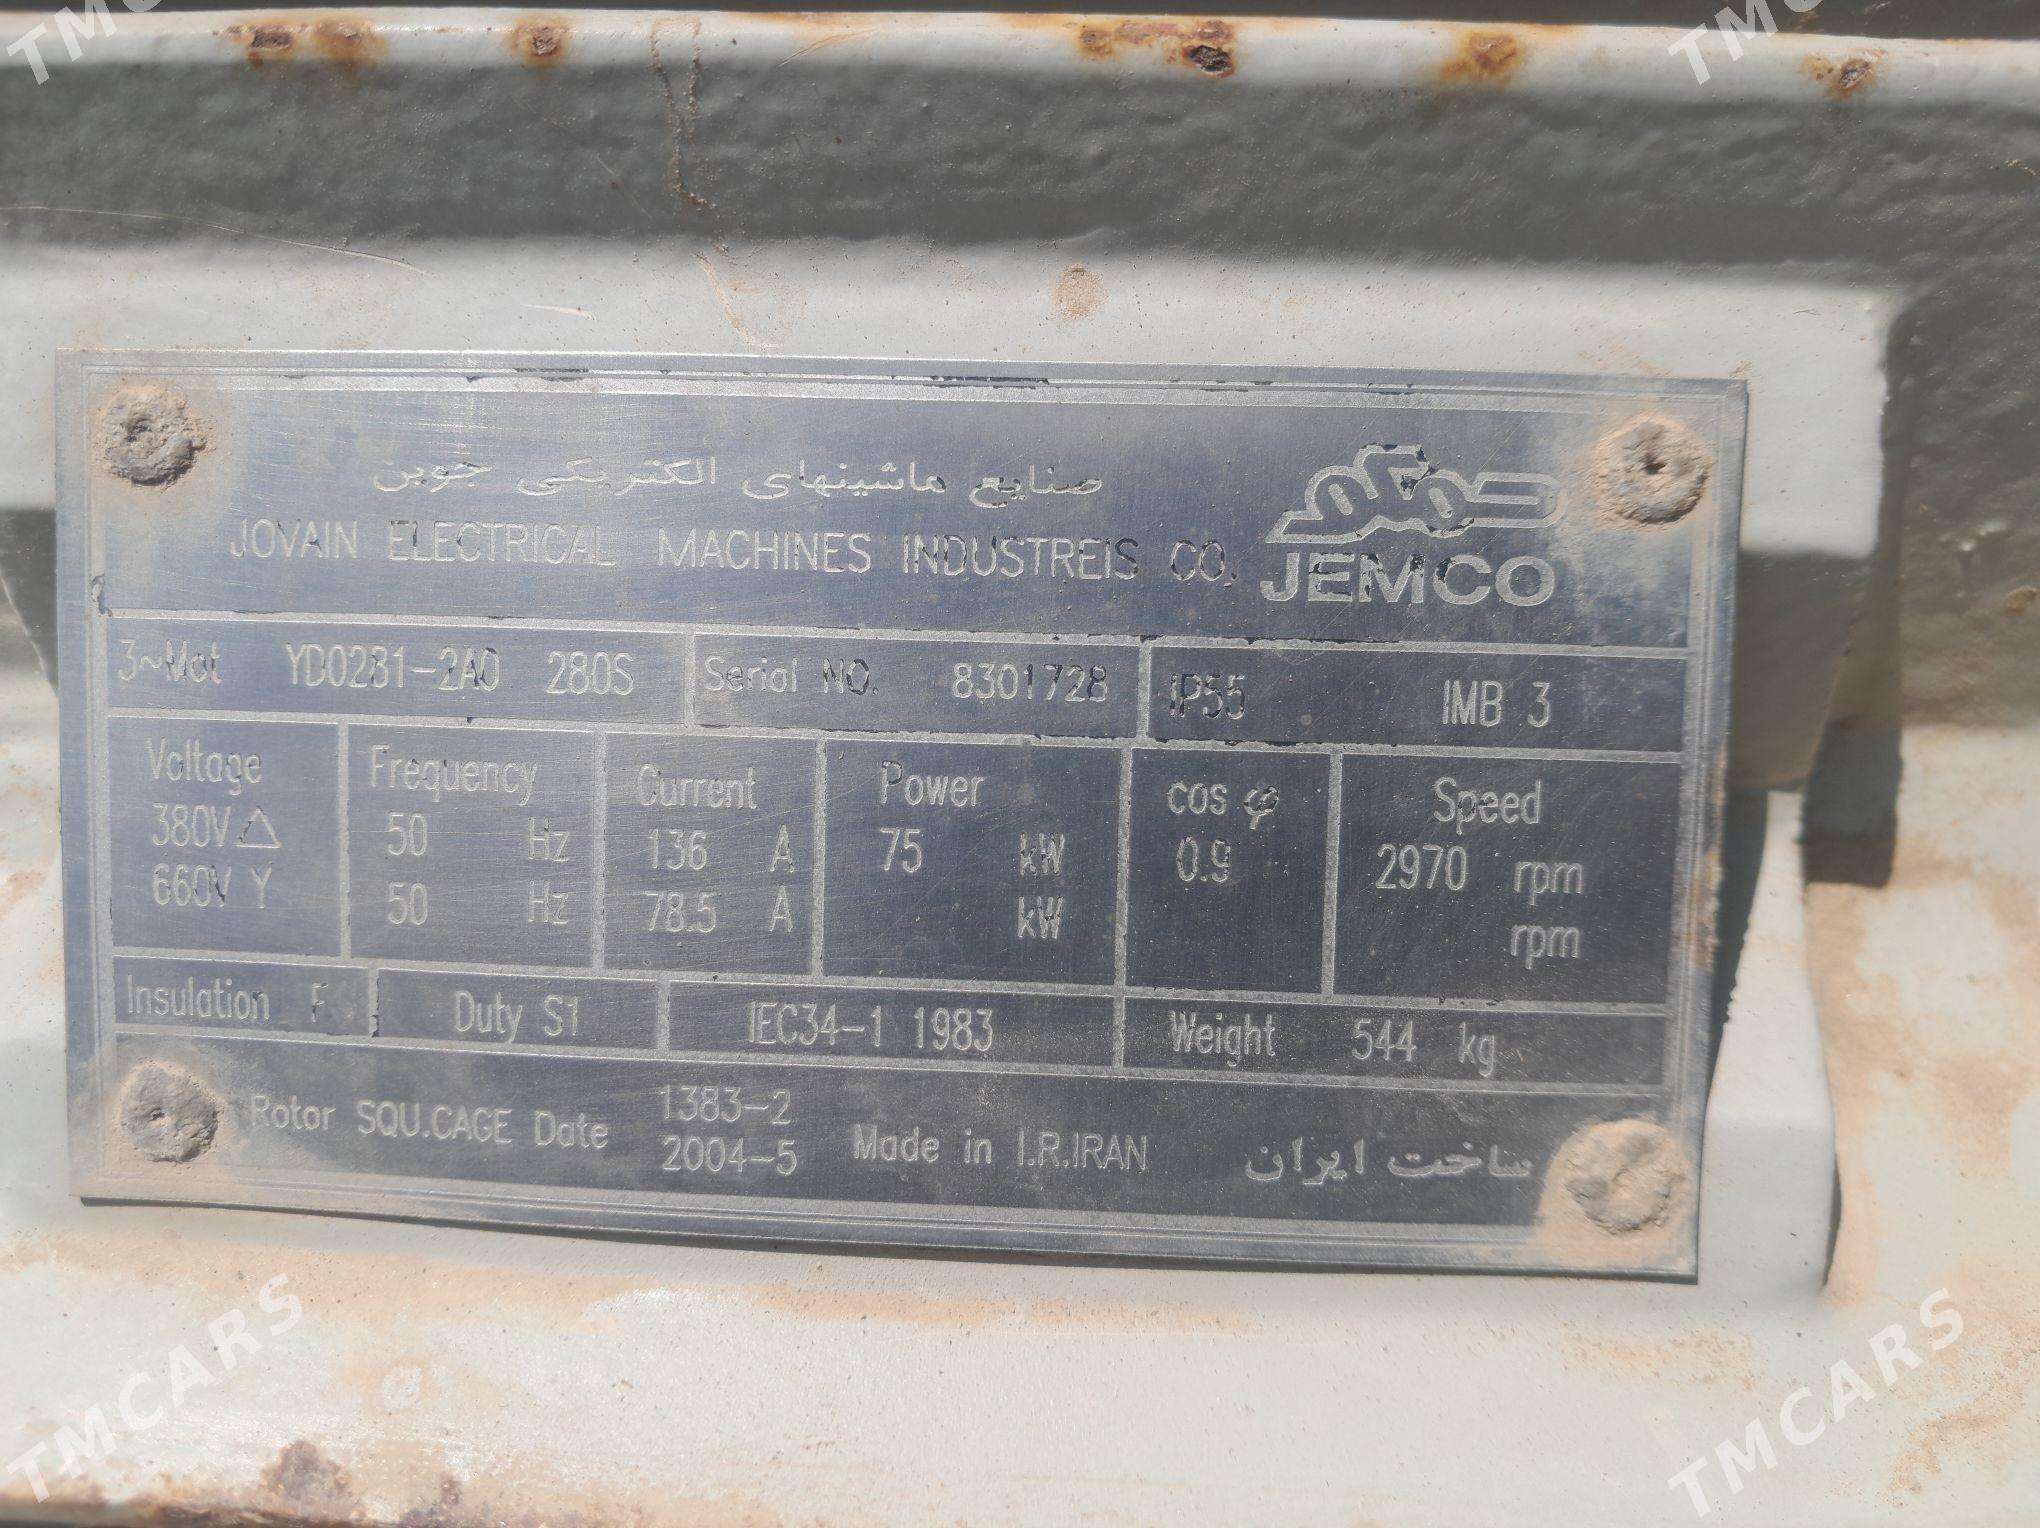 TMCARS
TMCARS
صنایع ماشینهای الکتریکی جوین
جمکو
JOVAIN ELECTRICAL MACHINES INDUSTREIS CO.
JEMCO
3~Mot YD0281-2A0 280S Serial NO. 8301728 IP55 IMB 3
Voltage Frequency Current Power cos φ Speed
380V△ 50 Hz 136 A 75 kW 0.9 2970 rpm
660V Y 50 Hz 78.5 A kW rpm
Insulation F Duty S1 IEC34-1 1983 Weight 544 kg
Rotor SQU.CAGE Date 1383-2
2004-5 Made in I.R.IRAN ساخت ایران
TMCARS
TMCARS